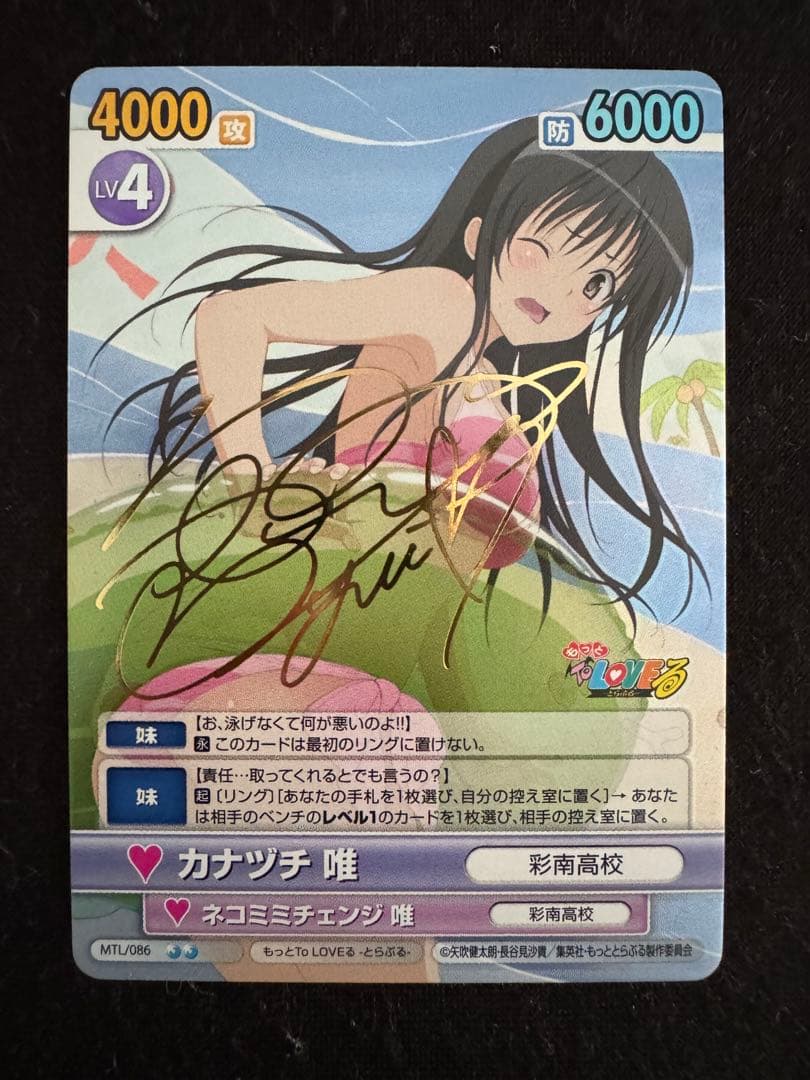 4000 攻
防 6000
LV4
Yui
もっと
To LOVEる
とらぶる
妹
【お、泳げなくて何が悪いのよ!!】
永 このカードは最初のリングに置けない。
妹
【責任…取ってくれるとでも言うの?】
起 〔リング〕[あなたの手札を1枚選び、自分の控え室に置く]→ あなた
は相手のベンチのレベル1のカードを1枚選び、相手の控え室に置く。
カナヅチ 唯
彩南高校
ネコミミチェンジ 唯
彩南高校
MTL/086
もっとTo LOVEる -とらぶる-
©矢吹健太朗・長谷見沙貴/集英社・もっととらぶる製作委員会